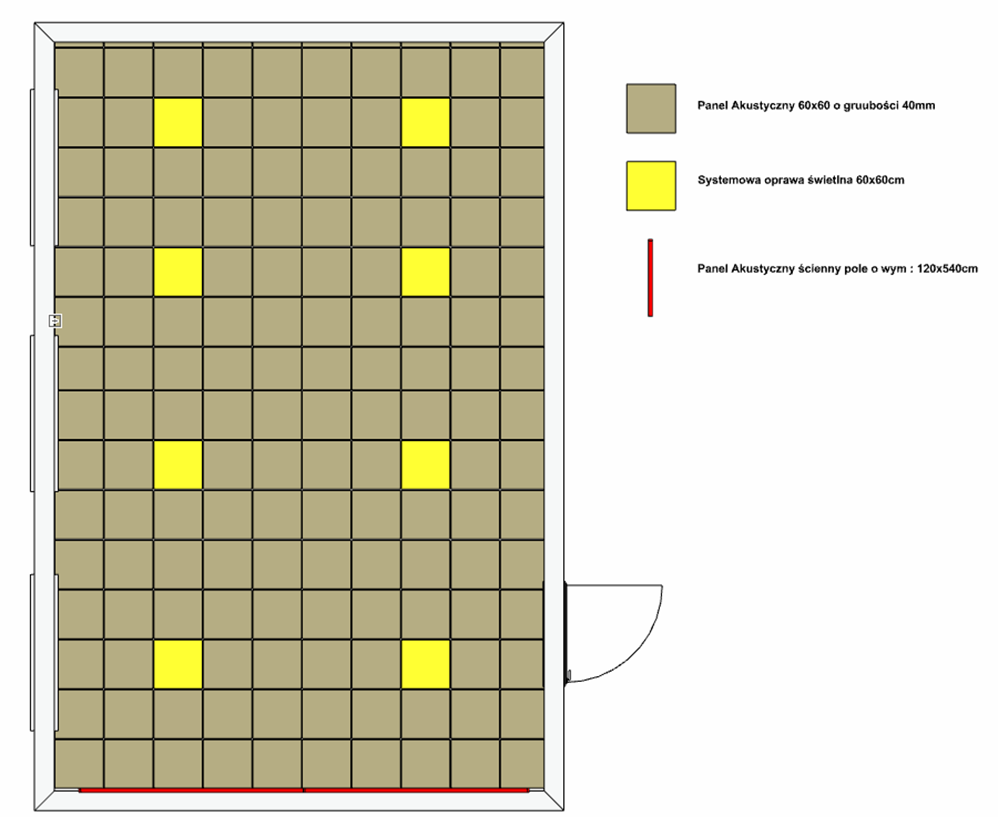 Panel Akustyczny 60x60 o gruubości 40mm
Systemowa oprawa świetlna 60x60cm
Panel Akustyczny ścienny pole o wym : 120x540cm